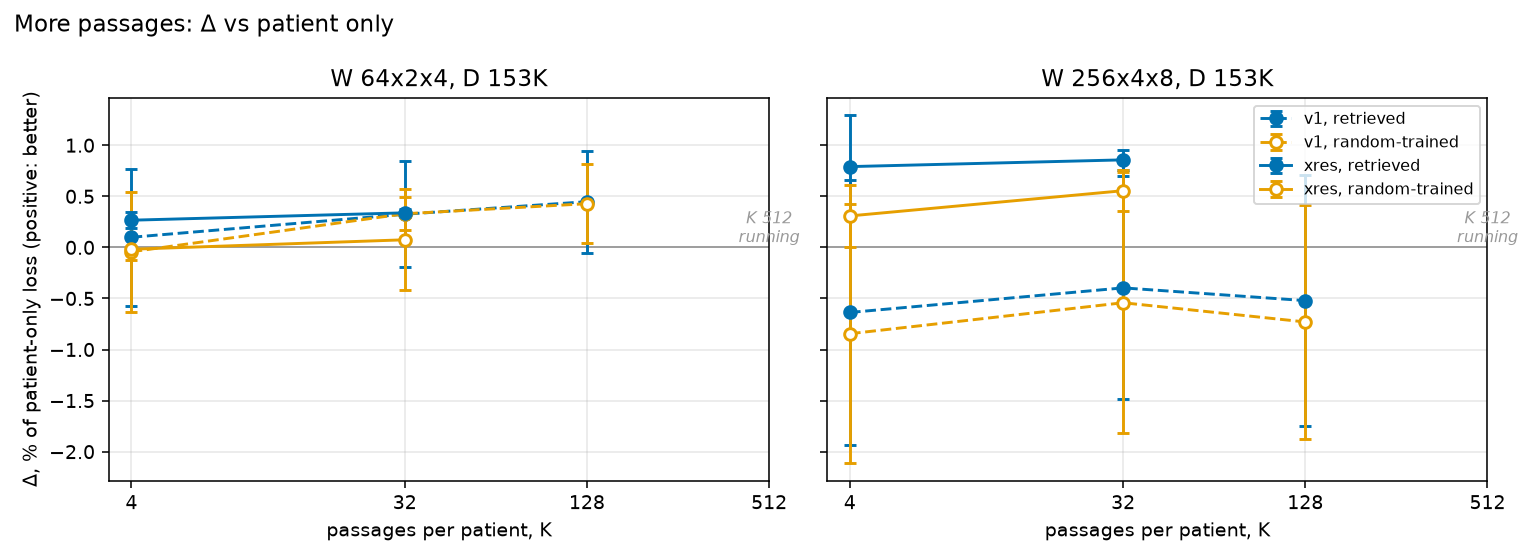 More passages: Δ vs patient only
W 64x2x4, D 153K
W 256x4x8, D 153K
Δ, % of patient-only loss (positive: better)
1.0
0.5
0.0
−0.5
−1.0
−1.5
−2.0
K 512
running
4
32
128
512
passages per patient, K
v1, retrieved
v1, random-trained
xres, retrieved
xres, random-trained
K 512
running
4
32
128
512
passages per patient, K